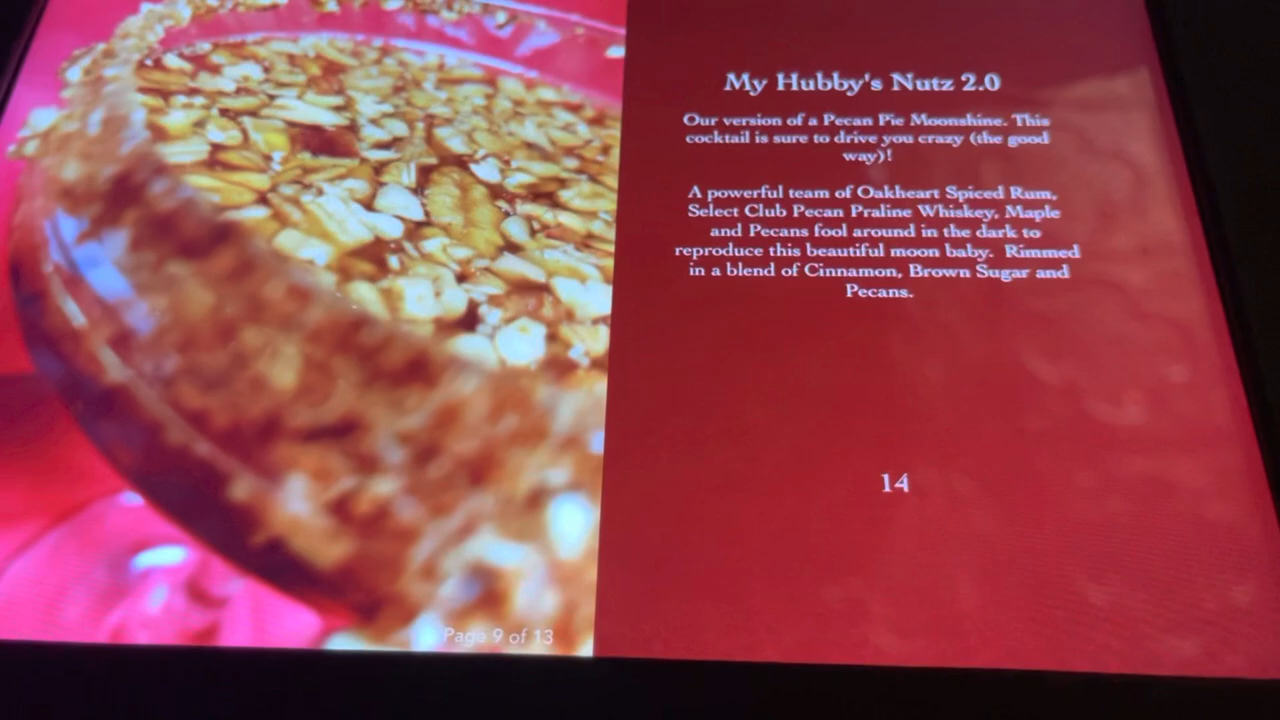 My Hubby's Nutz 2.0
Our version of a Pecan Pie Moonshine. This
cocktail is sure to drive you crazy (the good
way)!
A powerful team of Oakheart Spiced Rum,
Select Club Pecan Praline Whiskey, Maple
and Pecans fool around in the dark to
reproduce this beautiful moon baby. Rimmed
in a blend of Cinnamon, Brown Sugar and
Pecans.
14
Page 9 of 13